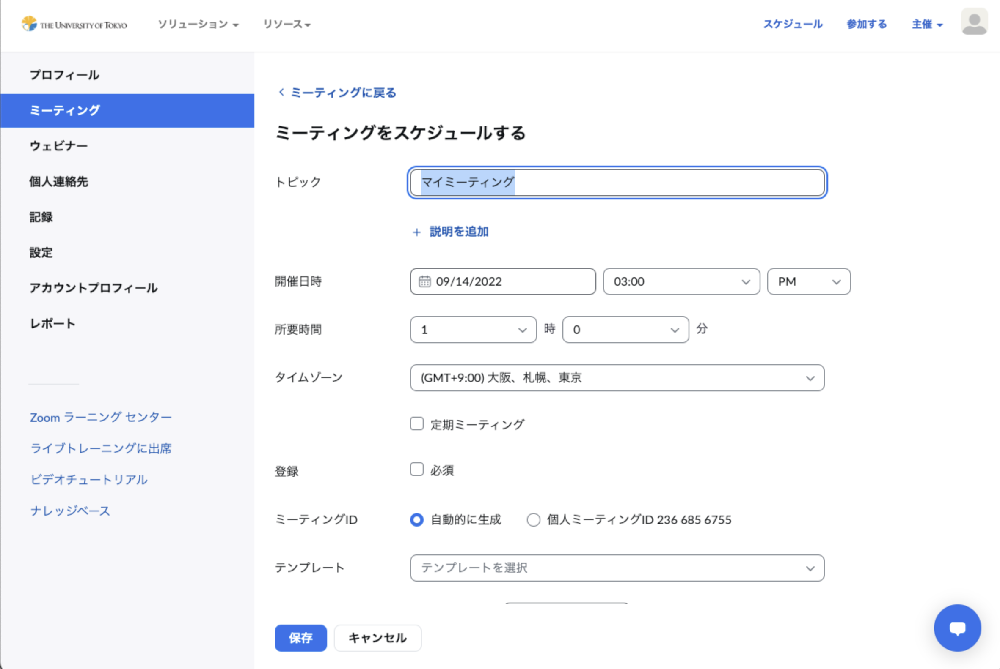 THE UNIVERSITY OF TOKYO ソリューション リソース スケジュール 参加する 主催
プロフィール
ミーティング
ウェビナー
個人連絡先
記録
設定
アカウントプロフィール
レポート
Zoom ラーニング センター
ライブトレーニングに出席
ビデオチュートリアル
ナレッジベース
ミーティングに戻る
ミーティングをスケジュールする
トピック マイミーティング
+ 説明を追加
開催日時 09/14/2022 03:00 PM
所要時間 1 時 0 分
タイムゾーン (GMT+9:00) 大阪、札幌、東京
定期ミーティング
登録 必須
ミーティングID 自動的に生成 個人ミーティングID 236 685 6755
テンプレート テンプレートを選択
保存 キャンセル